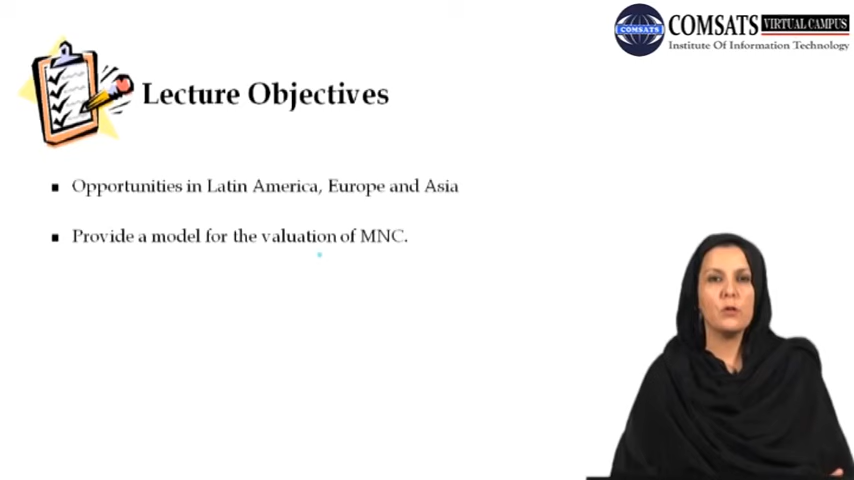 COMSATS VIRTUAL CAMPUS
COMSATS
Institute Of Information Technology
Lecture Objectives
Opportunities in Latin America, Europe and Asia
Provide a model for the valuation of MNC.